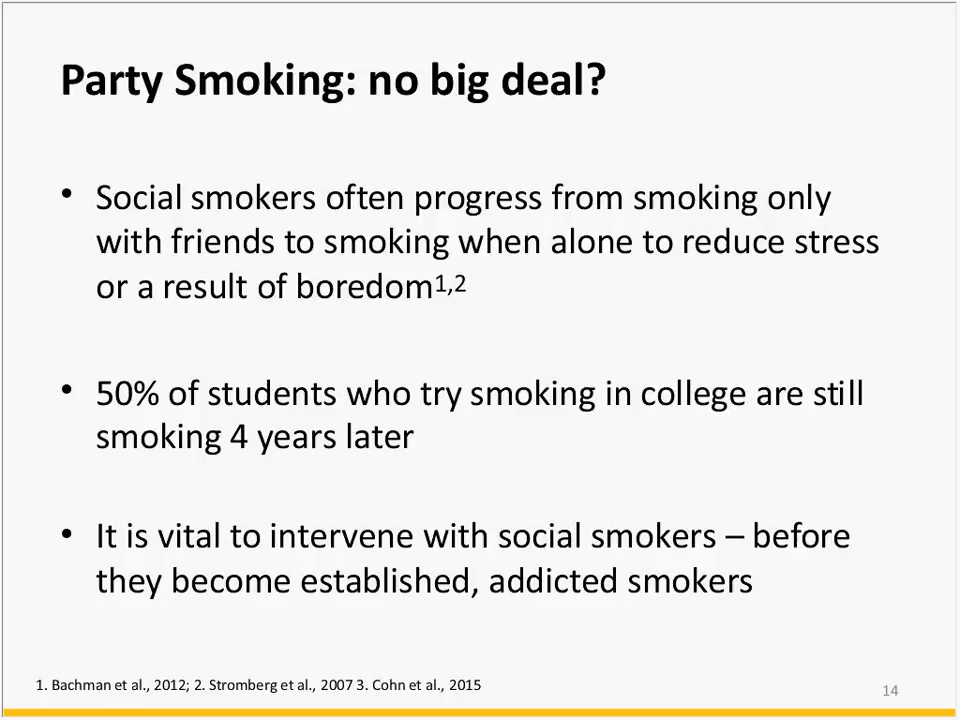 Party Smoking: no big deal?
• Social smokers often progress from smoking only
with friends to smoking when alone to reduce stress
or a result of boredom1,2
• 50% of students who try smoking in college are still
smoking 4 years later
• It is vital to intervene with social smokers – before
they become established, addicted smokers
1. Bachman et al., 2012; 2. Stromberg et al., 2007 3. Cohn et al., 2015
14